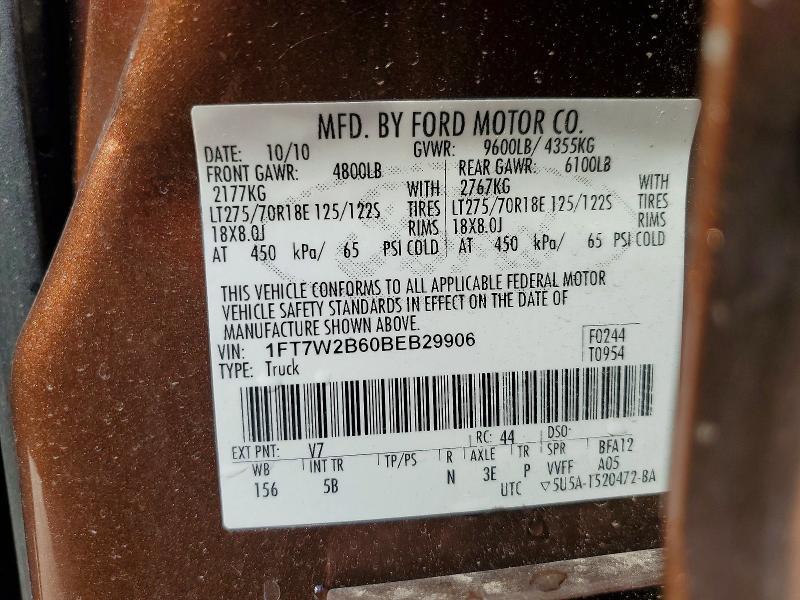 MFD. BY FORD MOTOR CO.
DATE: 10/10 GVWR: 9600LB/ 4355KG
FRONT GAWR: 4800LB REAR GAWR: 6100LB
2177KG WITH 2767KG WITH
LT275/70R18E 125/122S TIRES LT275/70R18E 125/122S TIRES
18X8.0J RIMS 18X8.0J RIMS
AT 450 kPa/ 65 PSI COLD AT 450 kPa/ 65 PSI COLD
THIS VEHICLE CONFORMS TO ALL APPLICABLE FEDERAL MOTOR
VEHICLE SAFETY STANDARDS IN EFFECT ON THE DATE OF
MANUFACTURE SHOWN ABOVE.
VIN: 1FT7W2B60BEB29906 F0244
TYPE: Truck T0954
EXT PNT: V7 RC: 44 DSO:
WB INT TR TP/PS R AXLE TR SPR BFA12
156 5B N 3E P VVFF A05
UTC ▽5U5A-1520472-BA